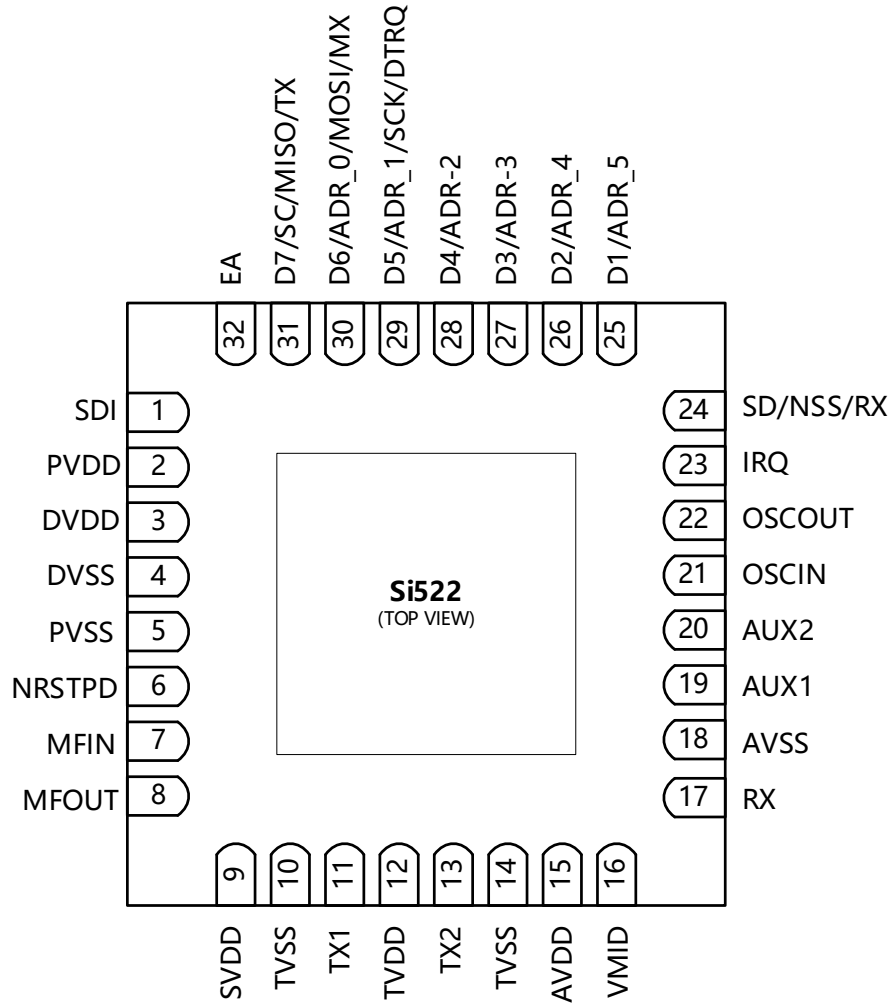 EA
D7/SC/MISO/TX
D6/ADR_0/MOSI/MX
D5/ADR_1/SCK/DTRQ
D4/ADR-2
D3/ADR-3
D2/ADR_4
D1/ADR_5
32
31
30
29
28
27
26
25
SDI 1
PVDD 2
DVDD 3
DVSS 4
PVSS 5
NRSTPD 6
MFIN 7
MFOUT 8
Si522
(TOP VIEW)
24 SD/NSS/RX
23 IRQ
22 OSCOUT
21 OSCIN
20 AUX2
19 AUX1
18 AVSS
17 RX
9
10
11
12
13
14
15
16
SVDD
TVSS
TX1
TVDD
TX2
TVSS
AVDD
VMID